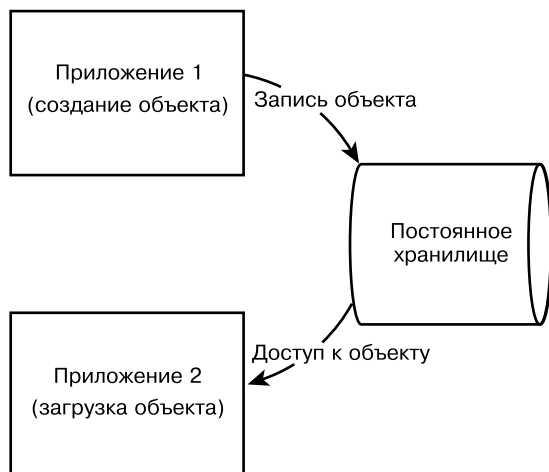 Приложение 1
(создание объекта)
Запись объекта
Постоянное
хранилище
Доступ к объекту
Приложение 2
(загрузка объекта)